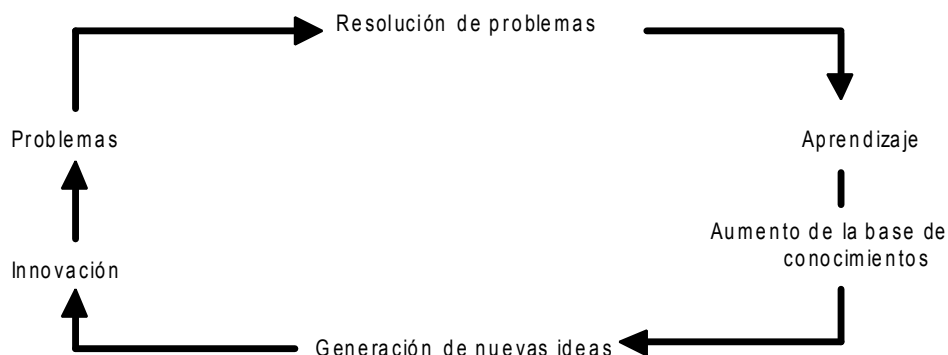 Resolución de problemas
Problemas
Aprendizaje
Aumento de la base de
conocimientos
Innovación
Generación de nuevas ideas